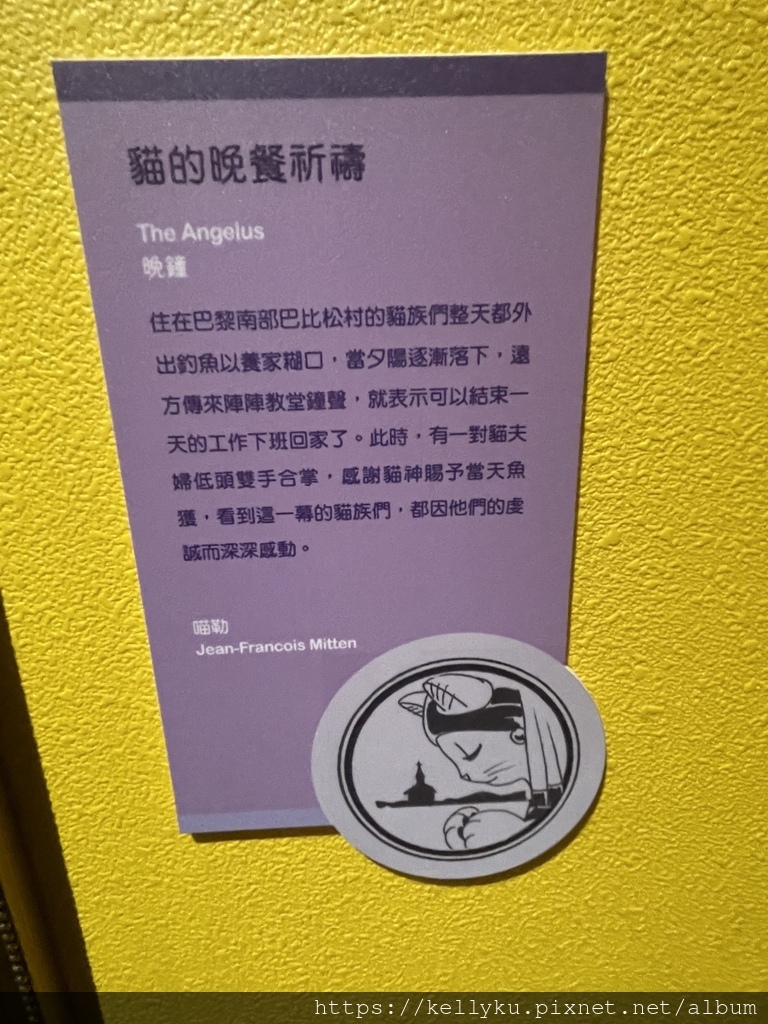 貓的晚餐祈禱
The Angelus
晚鐘
住在巴黎南部巴比松村的貓族們整天都外
出釣魚以養家糊口，當夕陽逐漸落下，遠
方傳來陣陣教堂鐘聲，就表示可以結束一
天的工作下班回家了。此時，有一對貓夫
婦低頭雙手合掌，感謝貓神賜予當天魚
獲，看到這一幕的貓族們，都因他們的虔
誠而深深感動。
喵勒
Jean-Francois Mitten
https://kellyku.pixnet.net/album